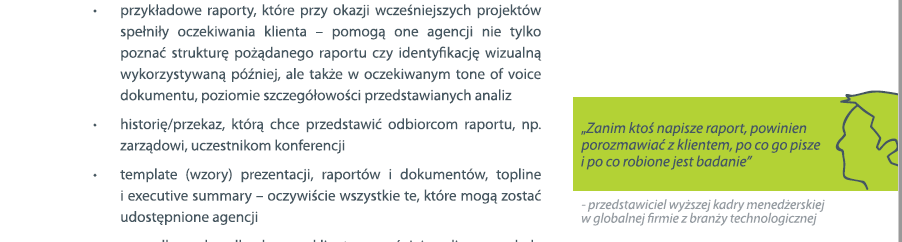 • przykładowe raporty, które przy okazji wcześniejszych projektów
spełniły oczekiwania klienta – pomogą one agencji nie tylko
poznać strukturę pożądanego raportu czy identyfikację wizualną
wykorzystywaną później, ale także w oczekiwanym tone of voice
dokumentu, poziomie szczegółowości przedstawianych analiz
• historię/przekaz, którą chce przedstawić odbiorcom raportu, np.
zarządowi, uczestnikom konferencji
• template (wzory) prezentacji, raportów i dokumentów, topline
i executive summary – oczywiście wszystkie te, które mogą zostać
udostępnione agencji
„Zanim ktoś napisze raport, powinien
porozmawiać z klientem, po co go pisze
i po co robione jest badanie”
- przedstawiciel wyższej kadry menedżerskiej
w globalnej firmie z branży technologicznej